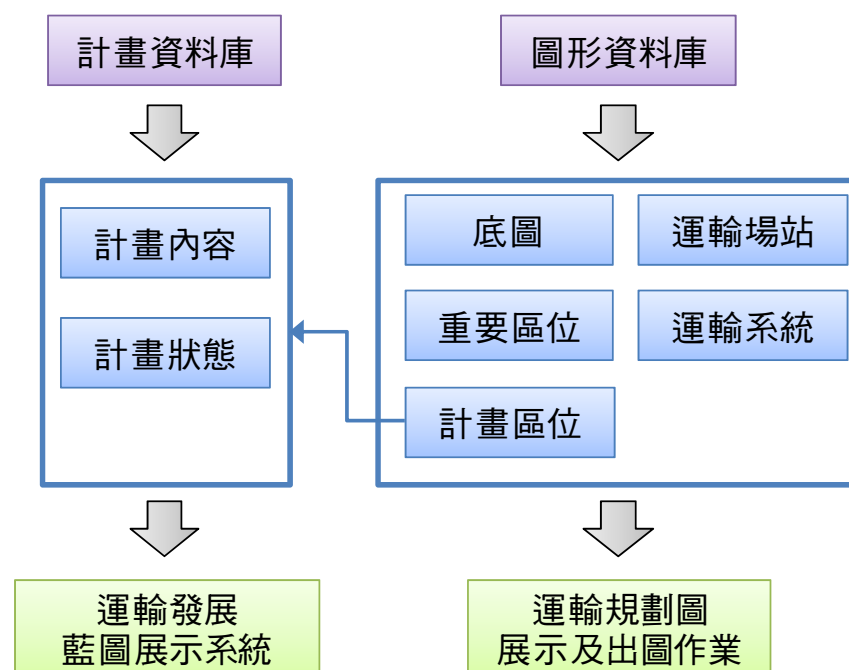 計畫資料庫
圖形資料庫
計畫內容
計畫狀態
底圖
運輸場站
重要區位
運輸系統
計畫區位
運輸發展
藍圖展示系統
運輸規劃圖
展示及出圖作業